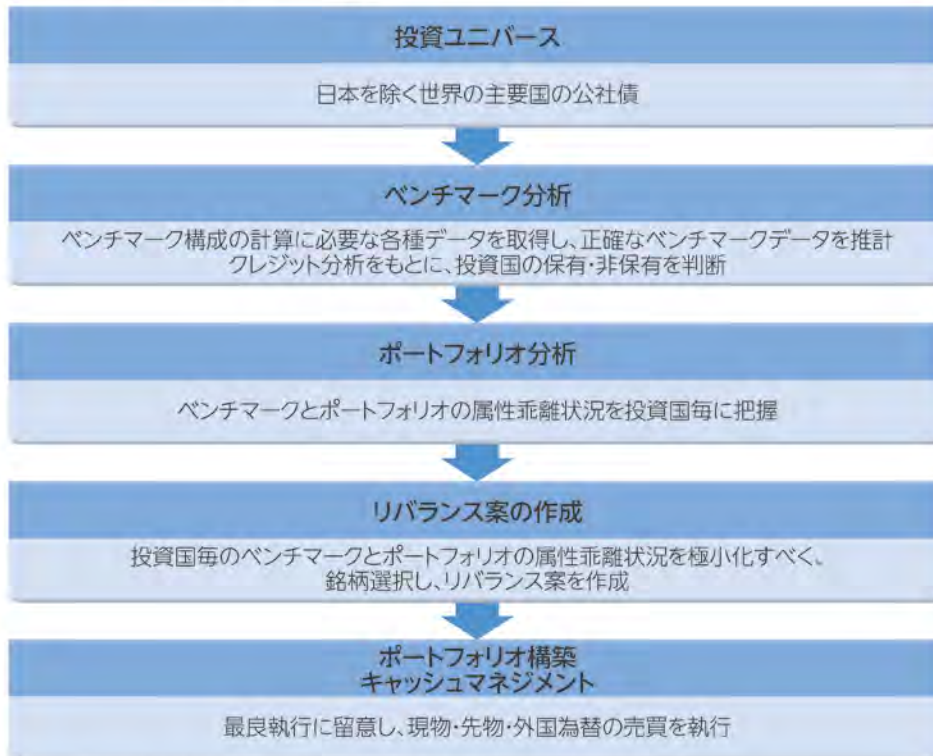 投資ユニバース
日本を除く世界の主要国の公社債
ベンチマーク分析
ベンチマーク構成の計算に必要な各種データを取得し、正確なベンチマークデータを推計
クレジット分析をもとに、投資国の保有・非保有を判断
ポートフォリオ分析
ベンチマークとポートフォリオの属性乖離状況を投資国毎に把握
リバランス案の作成
投資国毎のベンチマークとポートフォリオの属性乖離状況を極小化すべく、
銘柄選択し、リバランス案を作成
ポートフォリオ構築
キャッシュマネジメント
最良執行に留意し、現物・先物・外国為替の売買を執行